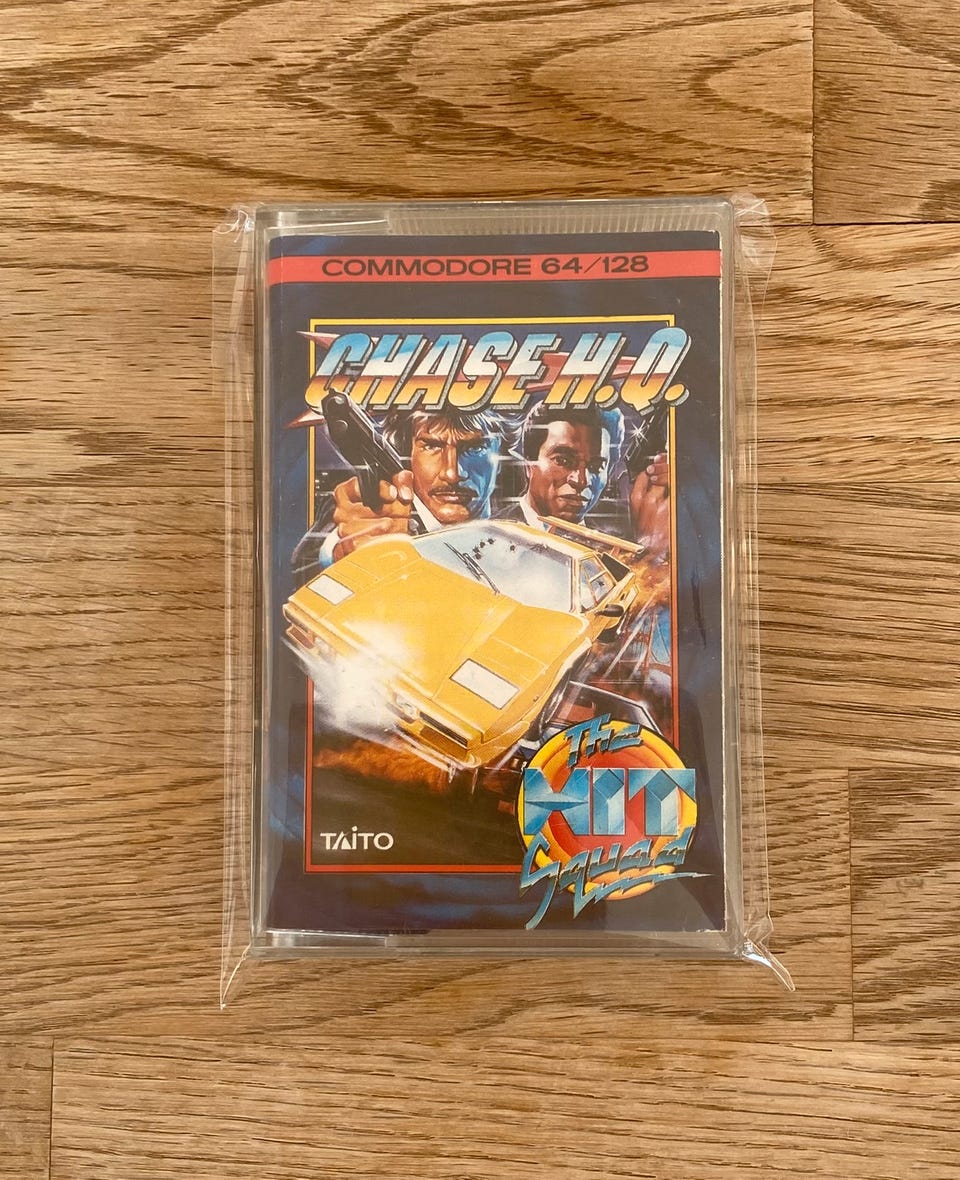 COMMODORE 64/128
CHASE H.Q.
The
HIT
Squad
TAITO